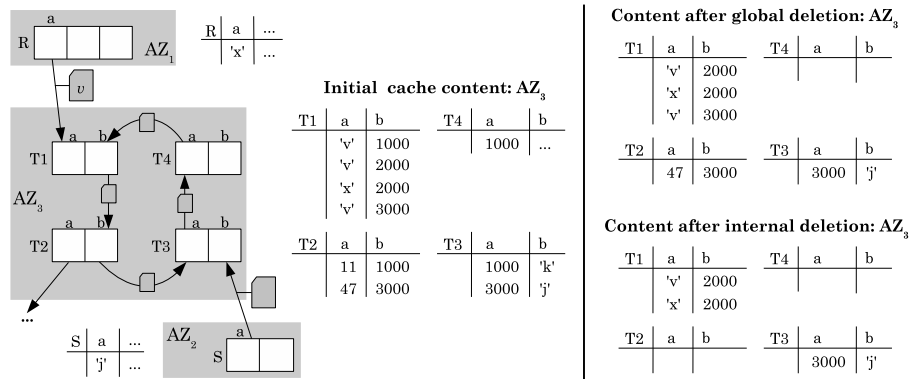 a
R
AZ1
R a ...
'x' ...
v
a b
T1
a b
T4
AZ3
a b
T2
a b
T3
...
S a ...
'j' ...
AZ2
a
S
Initial cache content: AZ3
T1 a b
'v' 1000
'v' 2000
'x' 2000
'v' 3000
T4 a b
1000 ...
T2 a b
11 1000
47 3000
T3 a b
1000 'k'
3000 'j'
Content after global deletion: AZ3
T1 a b
'v' 2000
'x' 2000
'v' 3000
T4 a b
T2 a b
47 3000
T3 a b
3000 'j'
Content after internal deletion: AZ3
T1 a b
'v' 2000
'x' 2000
T4 a b
T2 a b
T3 a b
3000 'j'